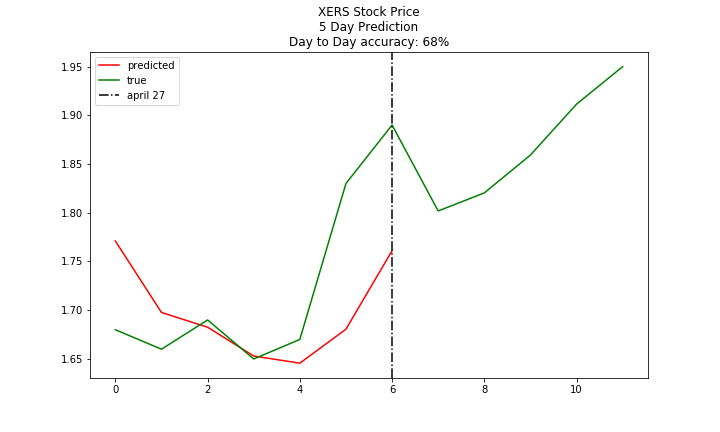 XERS Stock Price
5 Day Prediction
Day to Day accuracy: 68%
predicted
true
april 27
1.95
1.90
1.85
1.80
1.75
1.70
1.65
0 2 4 6 8 10